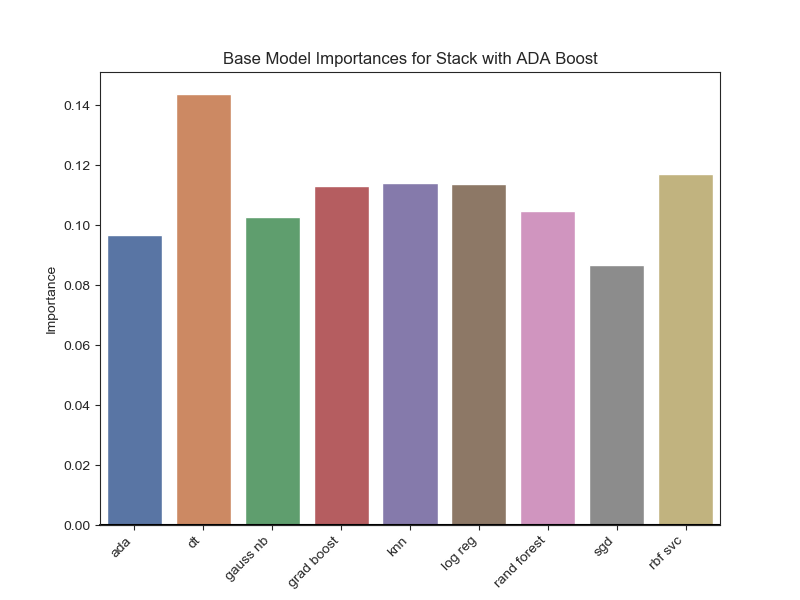 Base Model Importances for Stack with ADA Boost
Importance
0.14
0.12
0.10
0.08
0.06
0.04
0.02
0.00
ada
dt
gauss nb
grad boost
knn
log reg
rand forest
sgd
rbf svc